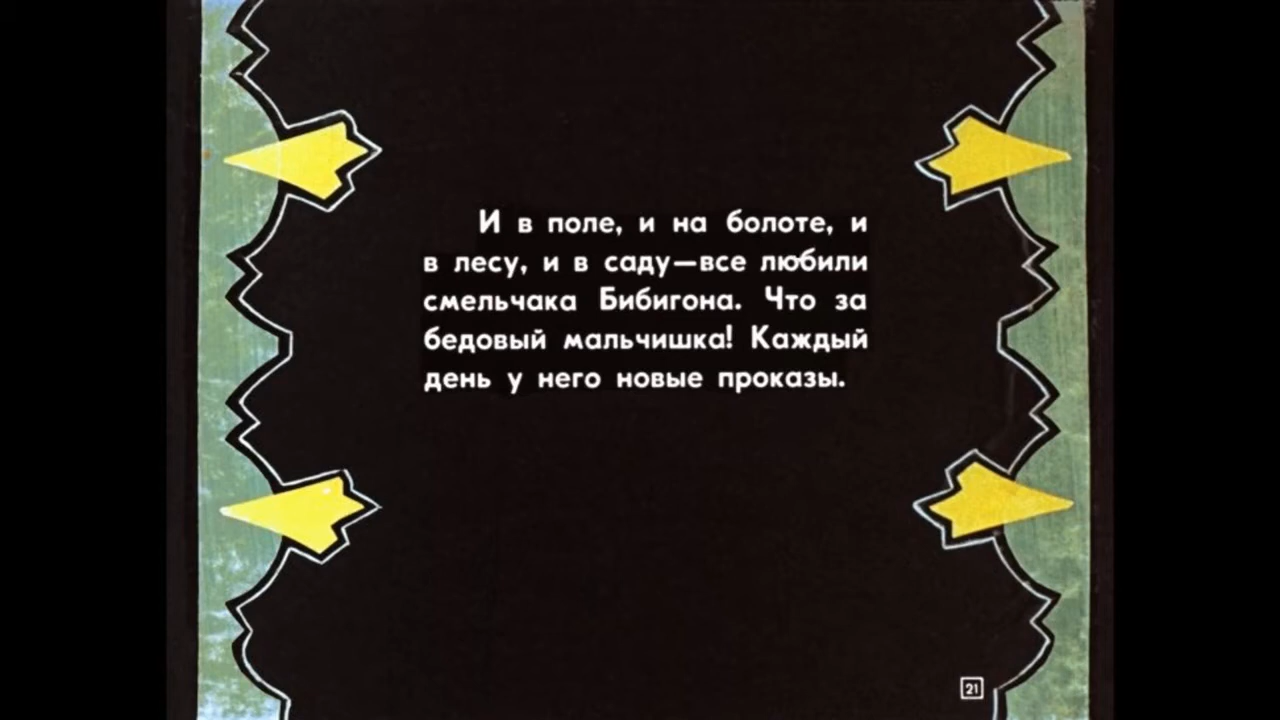 И в поле, и на болоте, и
в лесу, и в саду—все любили
смельчака Бибигона. Что за
бедовый мальчишка! Каждый
день у него новые проказы.
21